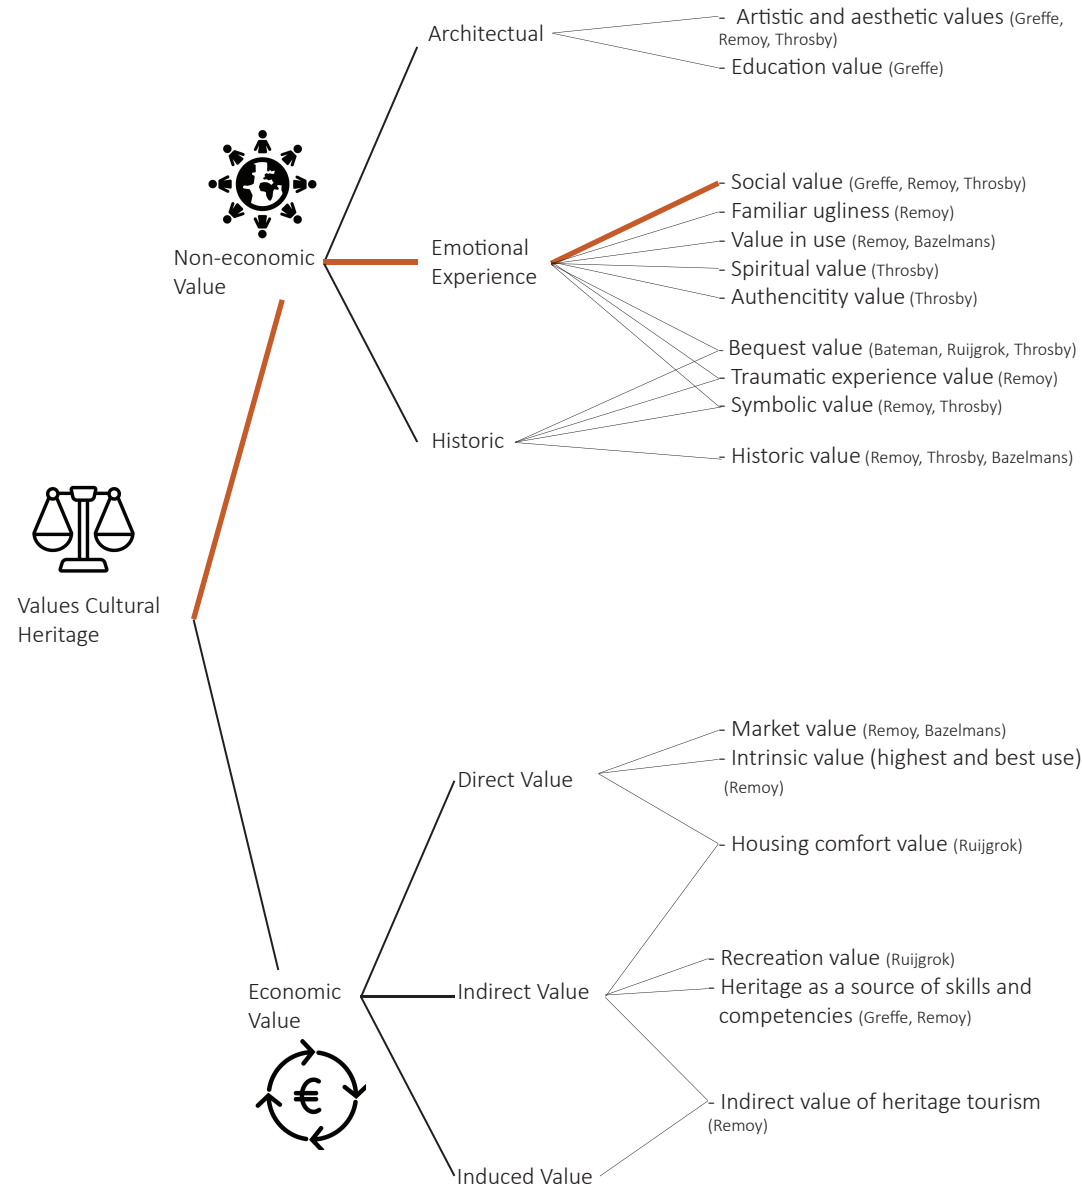 Architectual
- Artistic and aesthetic values (Greffe,
Remoy, Throsby)
- Education value (Greffe)
Non-economic
Value
Emotional
Experience
- Social value (Greffe, Remoy, Throsby)
- Familiar ugliness (Remoy)
- Value in use (Remoy, Bazelmans)
- Spiritual value (Throsby)
- Authencitity value (Throsby)
- Bequest value (Bateman, Ruijgrok, Throsby)
- Traumatic experience value (Remoy)
- Symbolic value (Remoy, Throsby)
Historic
- Historic value (Remoy, Throsby, Bazelmans)
Values Cultural
Heritage
Direct Value
- Market value (Remoy, Bazelmans)
- Intrinsic value (highest and best use)
(Remoy)
- Housing comfort value (Ruijgrok)
Economic
Value
€
Indirect Value
- Recreation value (Ruijgrok)
- Heritage as a source of skills and
competencies (Greffe, Remoy)
- Indirect value of heritage tourism
(Remoy)
Induced Value